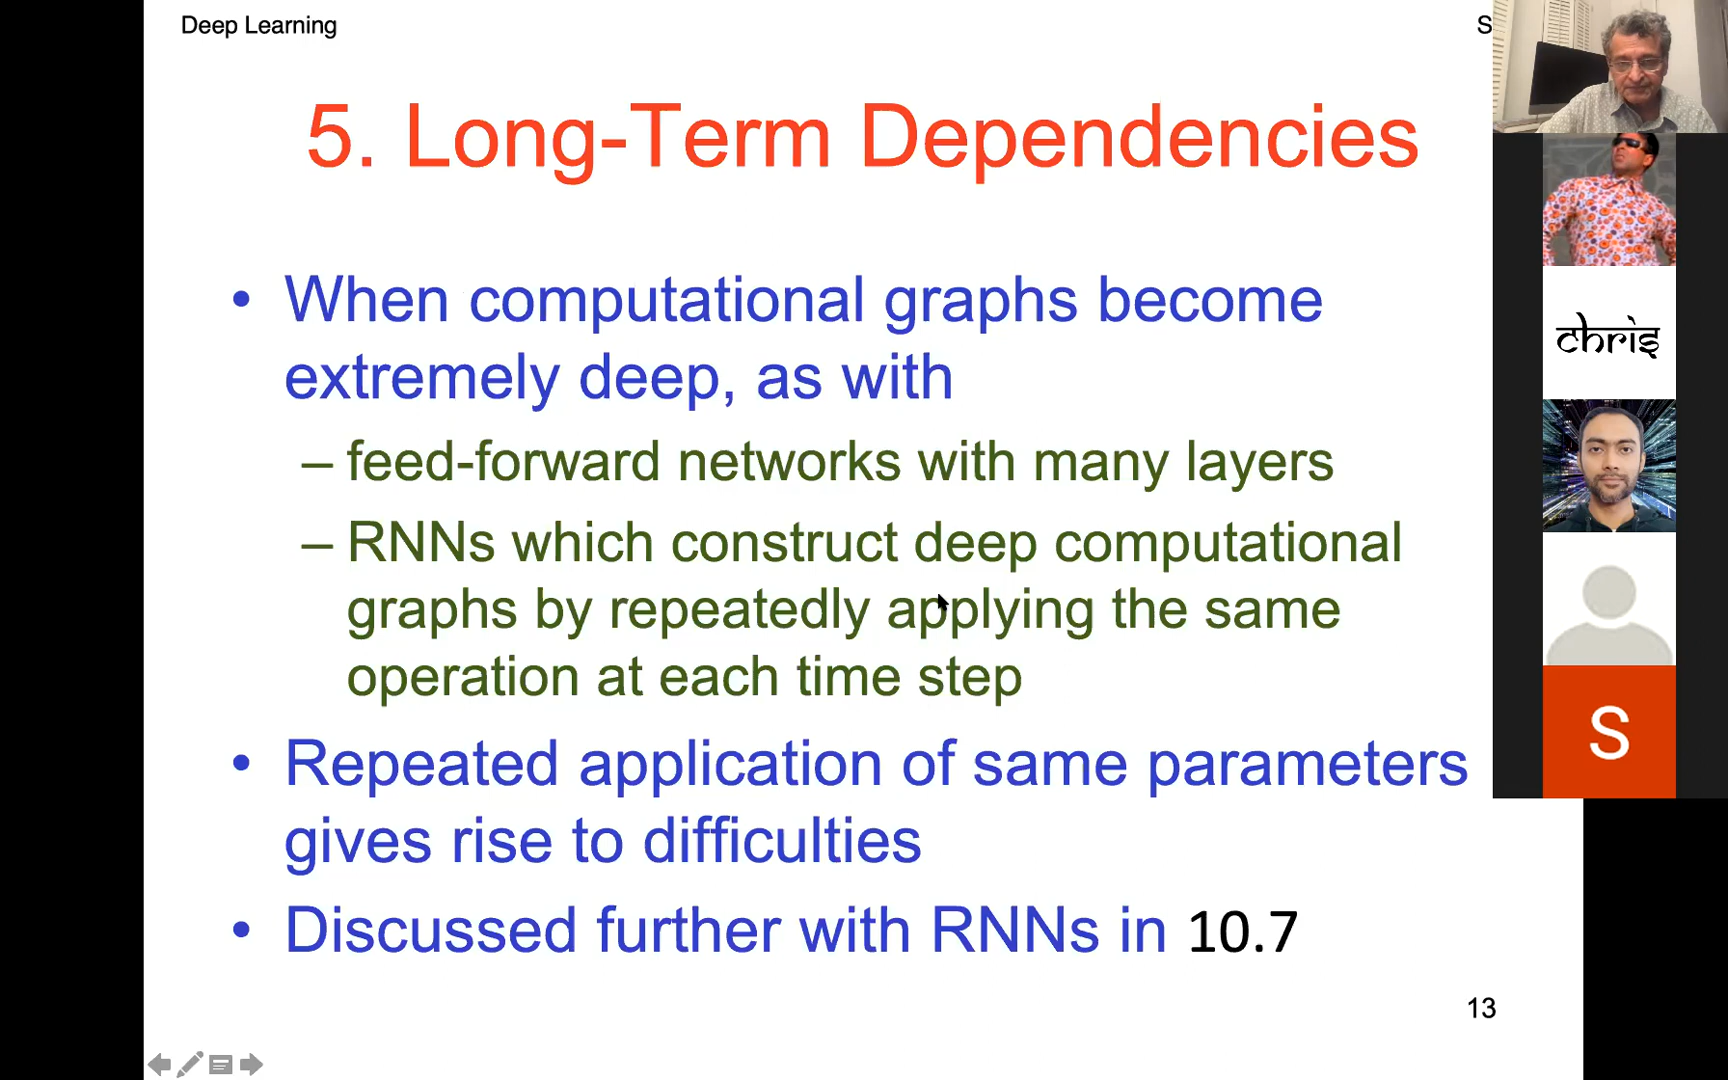 Deep Learning
S
5. Long-Term Dependencies
• When computational graphs become
extremely deep, as with
– feed-forward networks with many layers
– RNNs which construct deep computational
graphs by repeatedly applying the same
operation at each time step
• Repeated application of same parameters
gives rise to difficulties
• Discussed further with RNNs in 10.7
13
chris
S